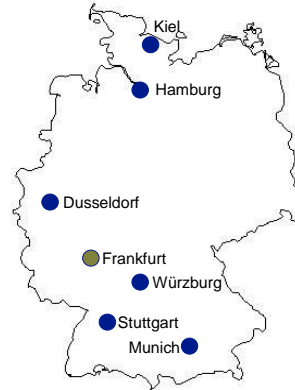 Kiel
Hamburg
Dusseldorf
Frankfurt
Würzburg
Stuttgart
Munich